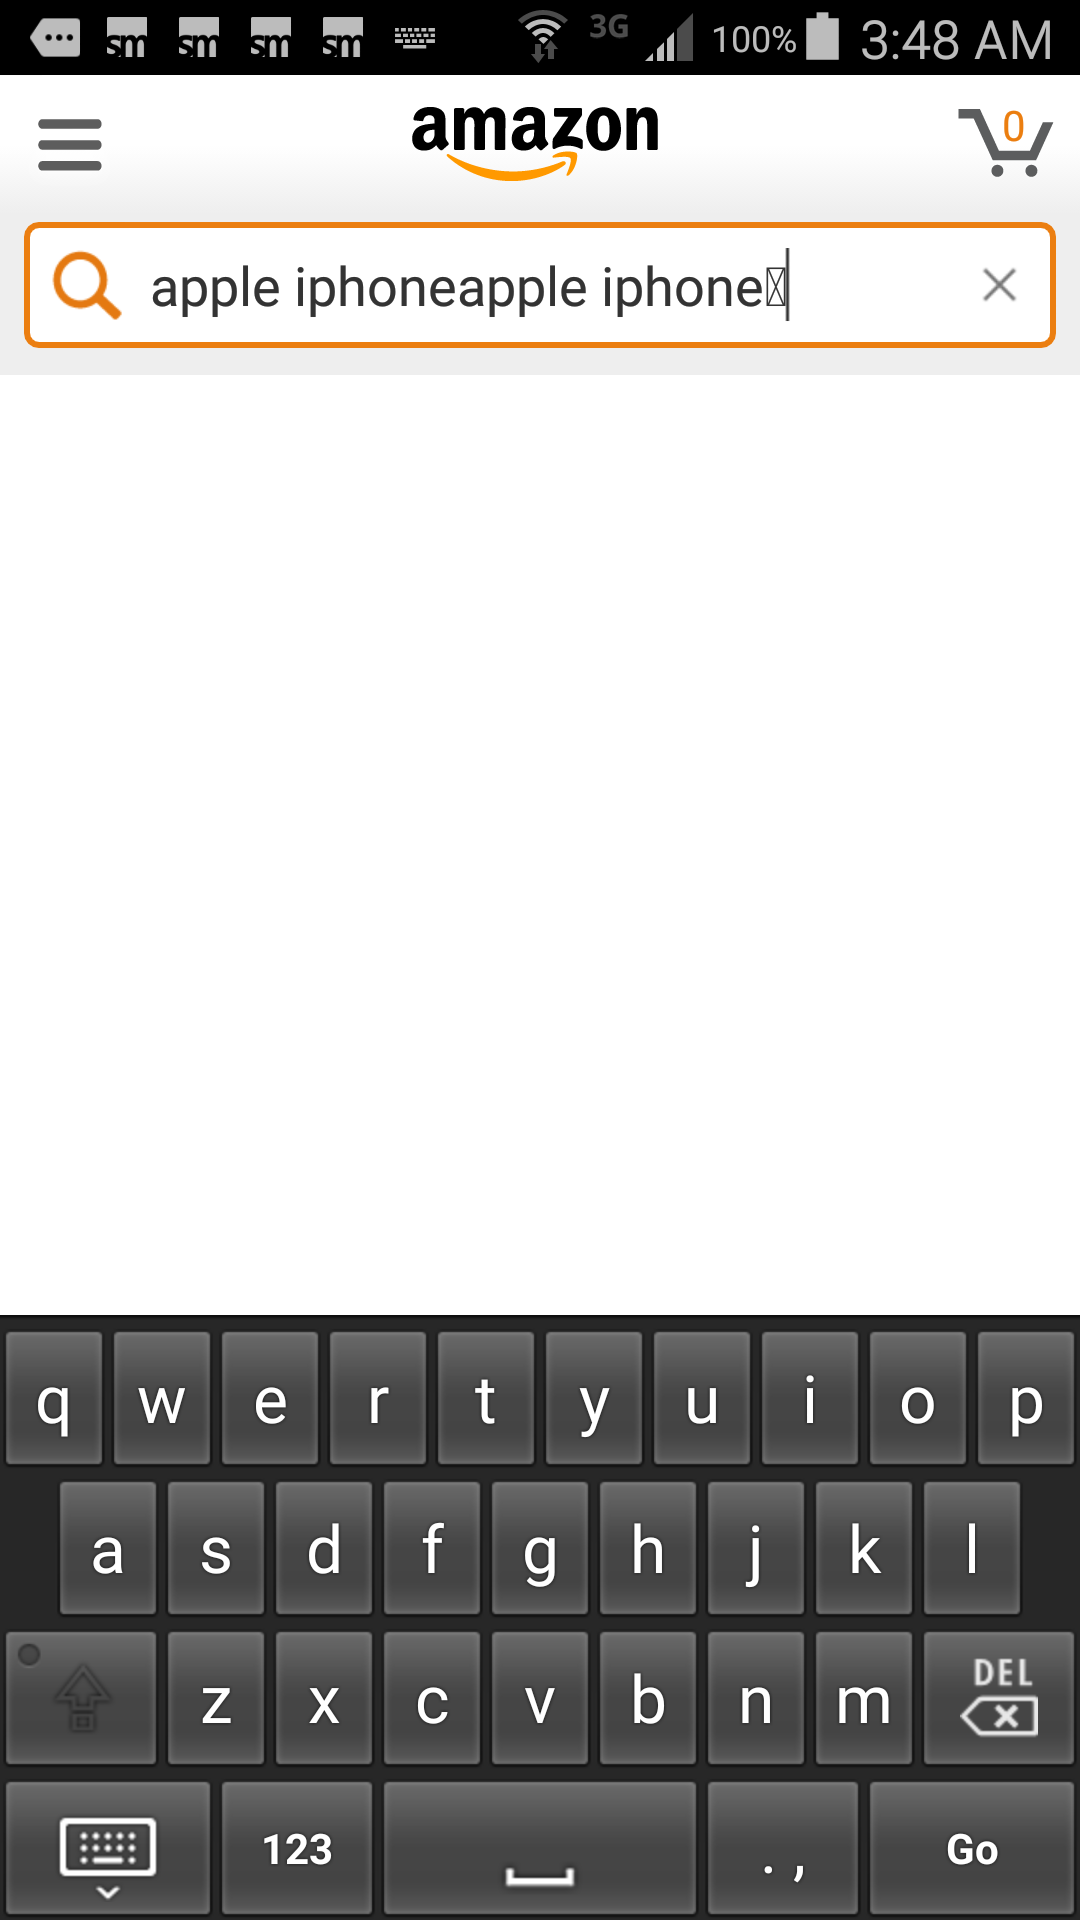 sm sm sm sm 3G 100% 3:48 AM
amazon 0
apple iphoneapple iphone
q w e r t y u i o p
a s d f g h j k l
z x c v b n m DEL
123 . , Go